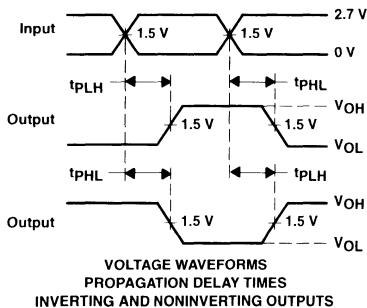 2.7 V
Input 1.5 V 1.5 V
0 V
tPLH tPHL
VOH
Output 1.5 V 1.5 V
VOL
tPHL tPLH
VOH
Output 1.5 V 1.5 V
VOL
VOLTAGE WAVEFORMS
PROPAGATION DELAY TIMES
INVERTING AND NONINVERTING OUTPUTS